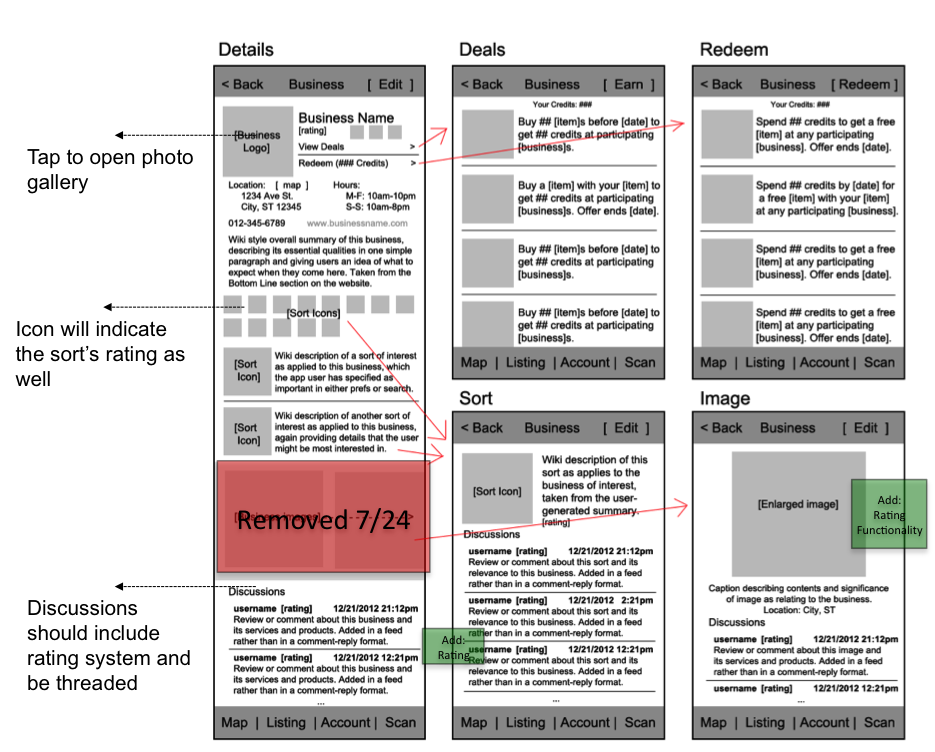 Details
< Back Business [ Edit ]
[Business
Logo]
Business Name
[rating]
View Deals >
Redeem (### Credits) >
Location: [ map ] Hours:
1234 Ave St. M-F: 10am-10pm
City, ST 12345 S-S: 10am-8pm
012-345-6789 www.businessname.com
Wiki style overall summary of this business,
describing its essential qualities in one simple
paragraph and giving users an idea of what to
expect when they come here. Taken from the
Bottom Line section on the website.
[Sort Icons]
[Sort
Icon]
Wiki description of a sort of interest
as applied to this business, which
the app user has specified as
important in either prefs or search.
[Sort
Icon]
Wiki description of another sort of
interest as applied to this business,
again providing details that the user
might be most interested in.
Removed 7/24
Discussions
username [rating] 12/21/2012 21:12pm
Review or comment about this business and
its services and products. Added in a feed
rather than in a comment-reply format.
username [rating] 12/21/2012 12:21pm
Review or comment about this business and
its services and products. Added in a feed
rather than in a comment-reply format.
...
Map | Listing | Account | Scan
Tap to open photo
gallery
Icon will indicate
the sort's rating as
well
Discussions
should include
rating system and
be threaded
Deals
< Back Business [ Earn ]
Your Credits: ###
Buy ## [item]s before [date] to
get ## credits at participating
[business]s.
Buy a [item] with your [item] to
get ## credits at participating
[business]s. Offer ends [date].
Buy ## [item]s before [date] to
get ## credits at participating
[business]s.
Buy ## [item]s before [date] to
get ## credits at participating
[business]s.
Map | Listing | Account | Scan
Redeem
< Back Business [ Redeem ]
Your Credits: ###
Spend ## credits to get a free
[item] at any participating
[business]. Offer ends [date].
Spend ## credits by [date] for
a free [item] with your [item]
at any participating [business].
Spend ## credits to get a free
[item] at any participating
[business]. Offer ends [date].
Spend ## credits to get a free
[item] at any participating
[business]. Offer ends [date].
Map | Listing | Account | Scan
Sort
< Back Business [ Edit ]
[Sort Icon]
Wiki description of this
sort as applies to the
business of interest,
taken from the user-
generated summary.
[rating]
Discussions
username [rating] 12/21/2012 21:12pm
Review or comment about this sort and its
relevance to this business. Added in a feed
rather than in a comment-reply format.
username [rating] 12/21/2012 2:21pm
Review or comment about this sort and its
relevance to this business. Added in a feed
rather than in a comment-reply format.
username [rating] 12/21/2012 12:21pm
Review or comment about this sort and its
relevance to this business. Added in a feed
rather than in a comment-reply format.
...
Add:
Rating
Map | Listing | Account | Scan
Image
< Back Business [ Edit ]
[Enlarged image]
Add:
Rating
Functionality
Caption describing contents and significance
of image as relating to the business.
Location: City, ST
Discussions
username [rating] 12/21/2012 21:12pm
Review or comment about this image and
its services and products. Added in a feed
rather than in a comment-reply format.
username [rating] 12/21/2012 12:21pm
...
Map | Listing | Account | Scan